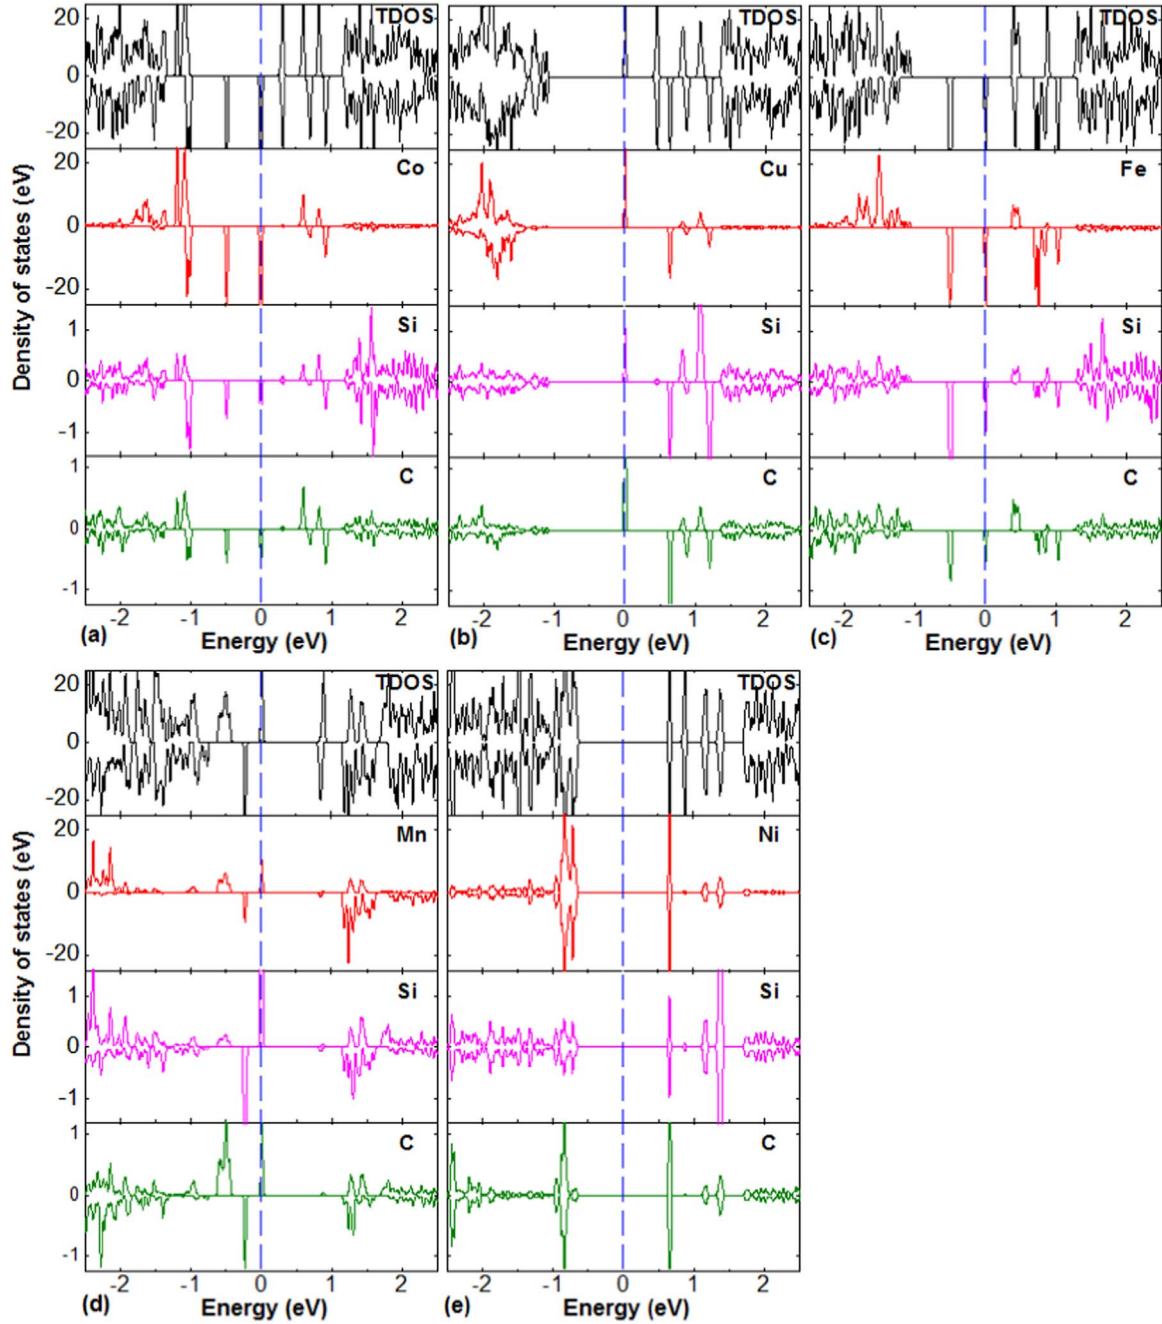 TDOS
20
0
-20
Co
20
0
-20
Si
1
0
-1
C
1
0
-1
-2 -1 0 1 2
Energy (eV)
(a)
Density of states (eV)
TDOS
Cu
Si
C
-2 -1 0 1 2
Energy (eV)
(b)
TDOS
Fe
Si
C
-2 -1 0 1 2
Energy (eV)
(c)
TDOS
20
0
-20
Mn
20
0
-20
Si
1
0
-1
C
1
0
-1
-2 -1 0 1 2
Energy (eV)
(d)
Density of states (eV)
TDOS
Ni
Si
C
-2 -1 0 1 2
Energy (eV)
(e)